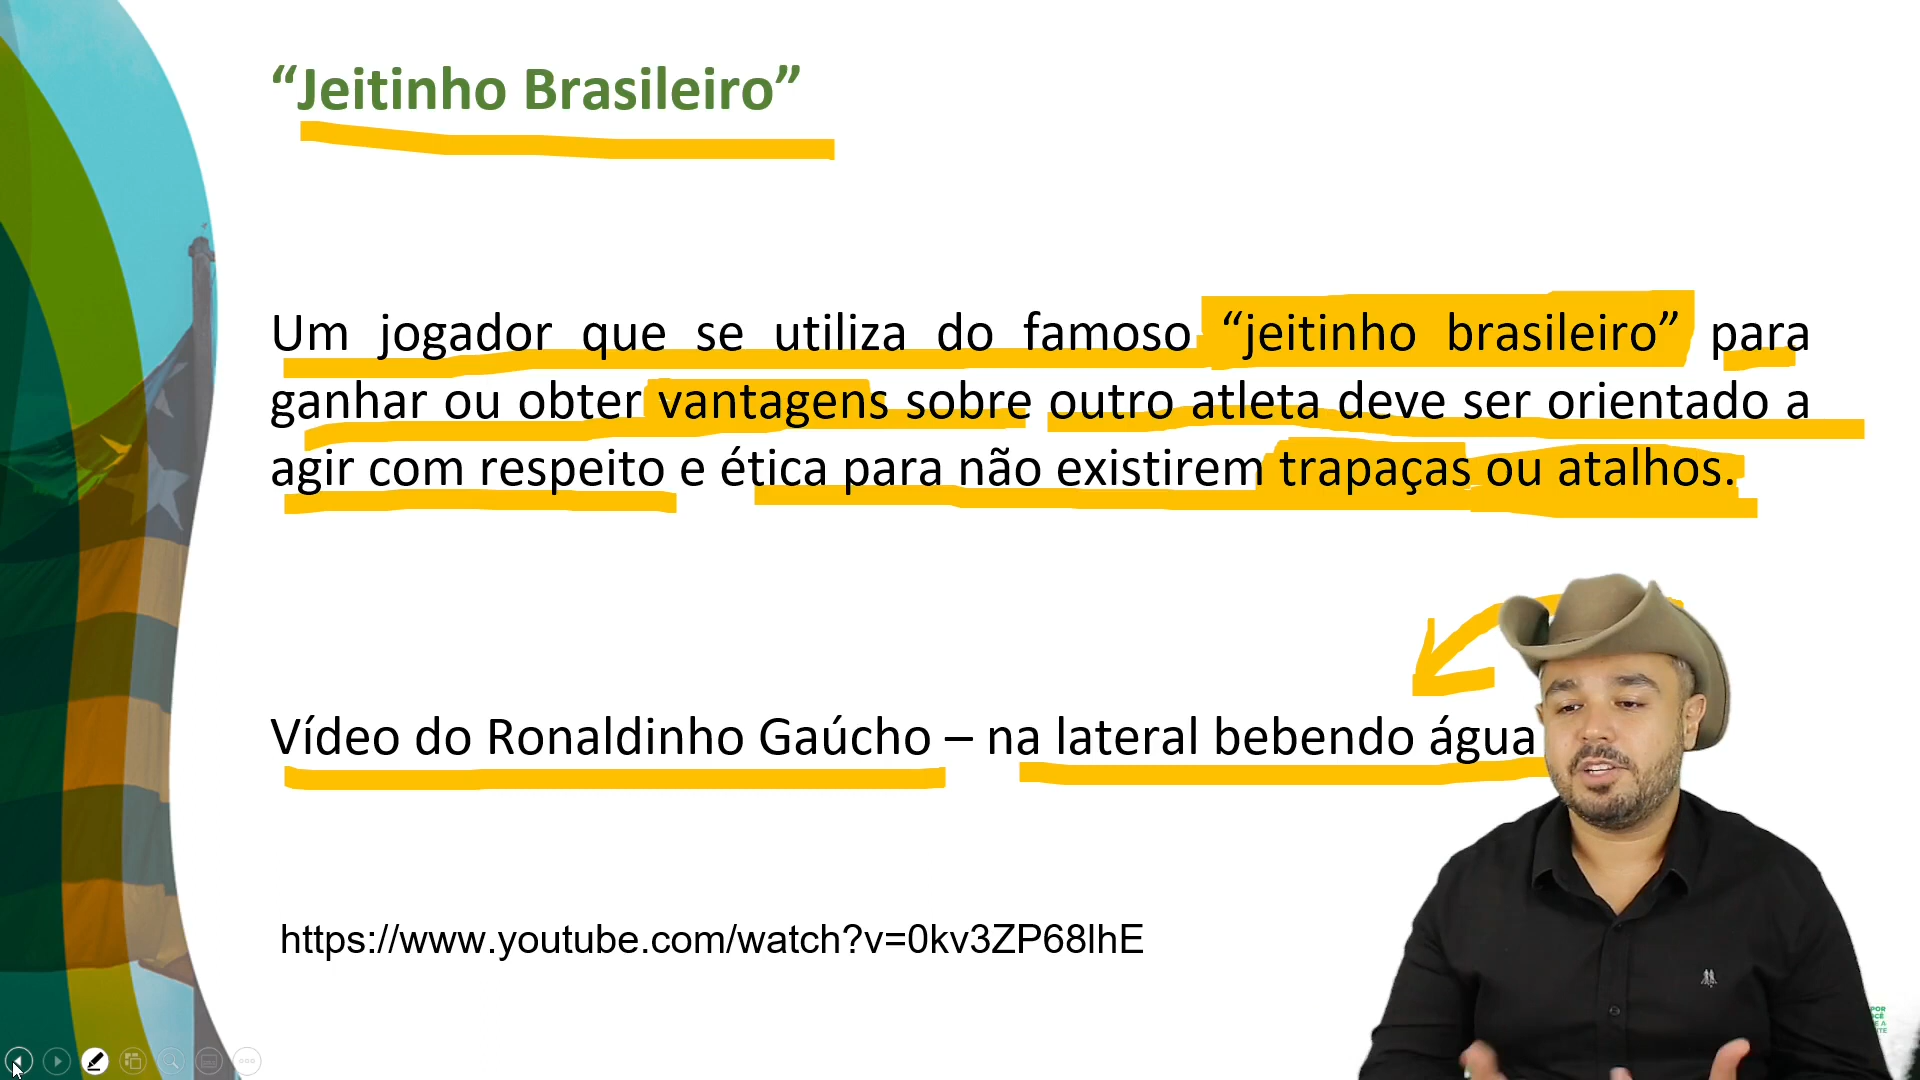 “Jeitinho Brasileiro”
Um jogador que se utiliza do famoso “jeitinho brasileiro” para
ganhar ou obter vantagens sobre outro atleta deve ser orientado a
agir com respeito e ética para não existirem trapaças ou atalhos.
Vídeo do Ronaldinho Gaúcho – na lateral bebendo água
https://www.youtube.com/watch?v=0kv3ZP68lhE
POR